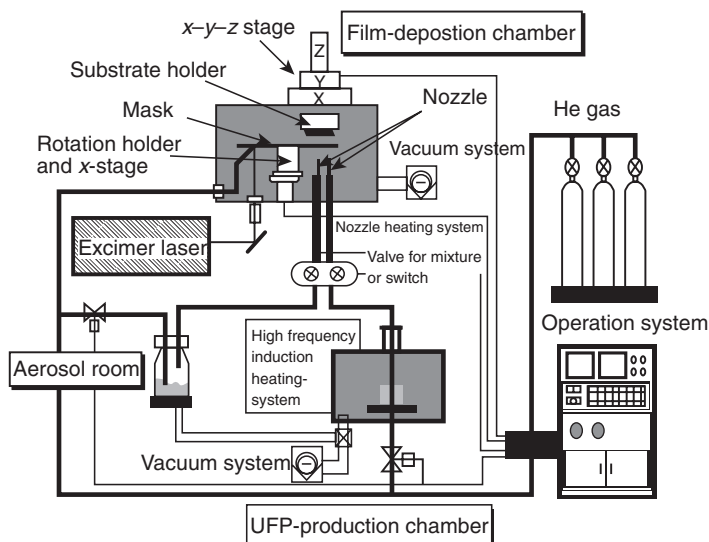 x–y–z stage
Film-depostion chamber
Z
Y
X
Substrate holder
Mask
Nozzle
He gas
Rotation holder
and x-stage
Vacuum system
Nozzle heating system
Excimer laser
Valve for mixture
or switch
High frequency
induction
heating-
system
Operation system
Aerosol room
Vacuum system
UFP-production chamber